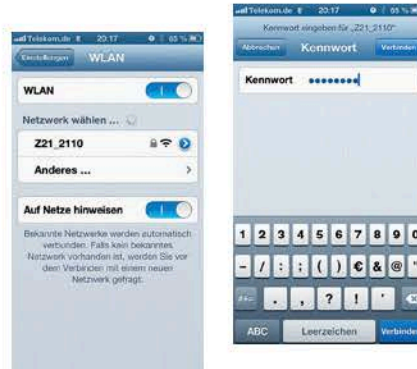 Telekom.de 20:17 65 %
Einstellungen WLAN
WLAN
Netzwerk wählen ...
Z21_2110
Anderes ...
Auf Netze hinweisen
Bekannte Netzwerke werden automatisch
verbunden. Falls kein bekanntes
Netzwerk vorhanden ist, werden Sie vor
dem Verbinden mit einem neuen
Netzwerk gefragt.
Telekom.de 20:17 65 %
Kennwort eingeben für „Z21_2110"
Abbrechen Kennwort Verbinden
Kennwort ••••••••
1 2 3 4 5 6 7 8 9 0
- / : ; ( ) € & @ "
#+= . , ? ! '
ABC Leerzeichen Verbinden